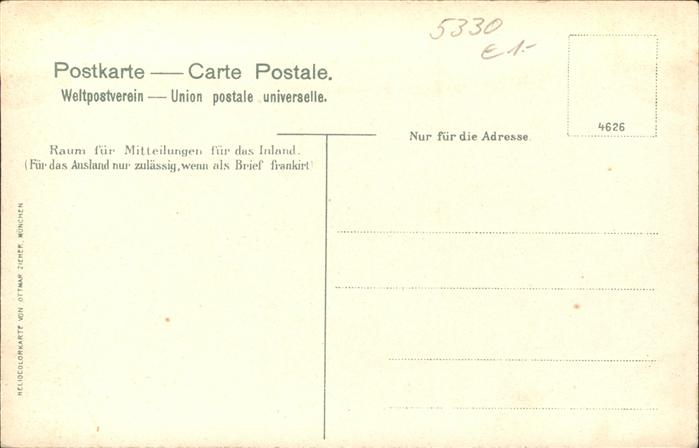 5330
€ 1.-
Postkarte — Carte Postale.
Weltpostverein — Union postale universelle.
4626
Nur für die Adresse.
Raum für Mitteilungen für das Inland.
(Für das Ausland nur zulässig, wenn als Brief frankirt)
HELIOCOLORKARTE VON OTTMAR ZIEHER, MÜNCHEN